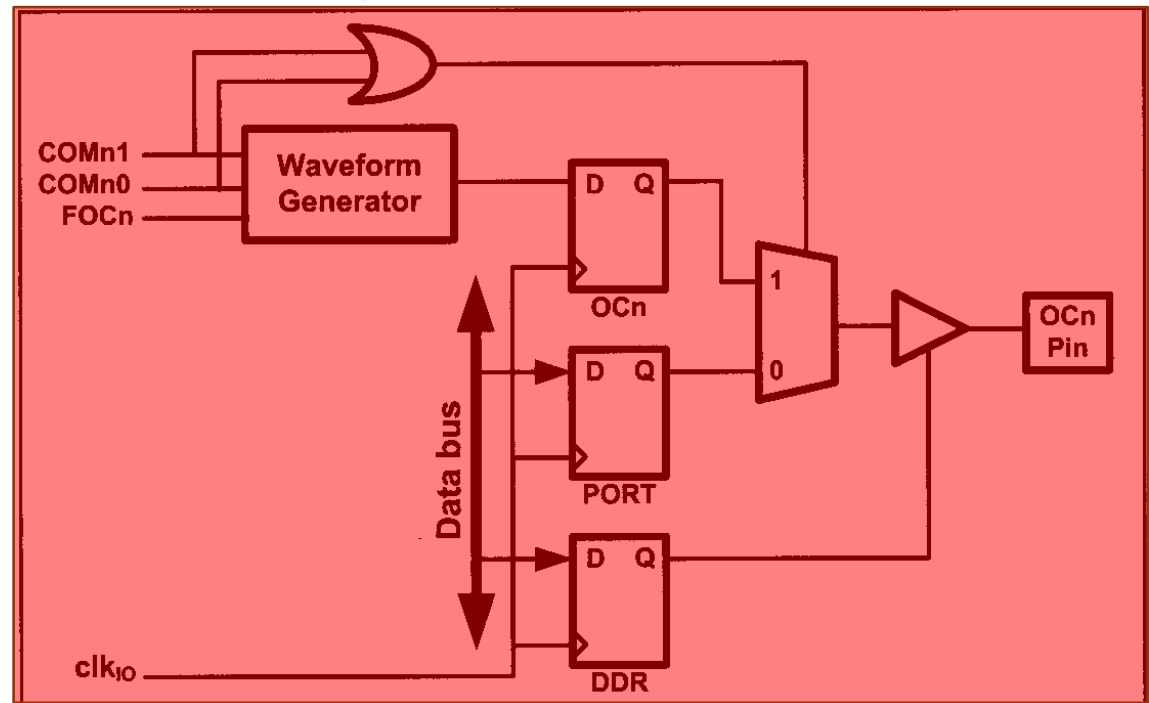 COMn1
COMn0
FOCn
Waveform
Generator
D Q
OCn
1
0
OCn
Pin
D Q
PORT
Data bus
D Q
DDR
clkIO